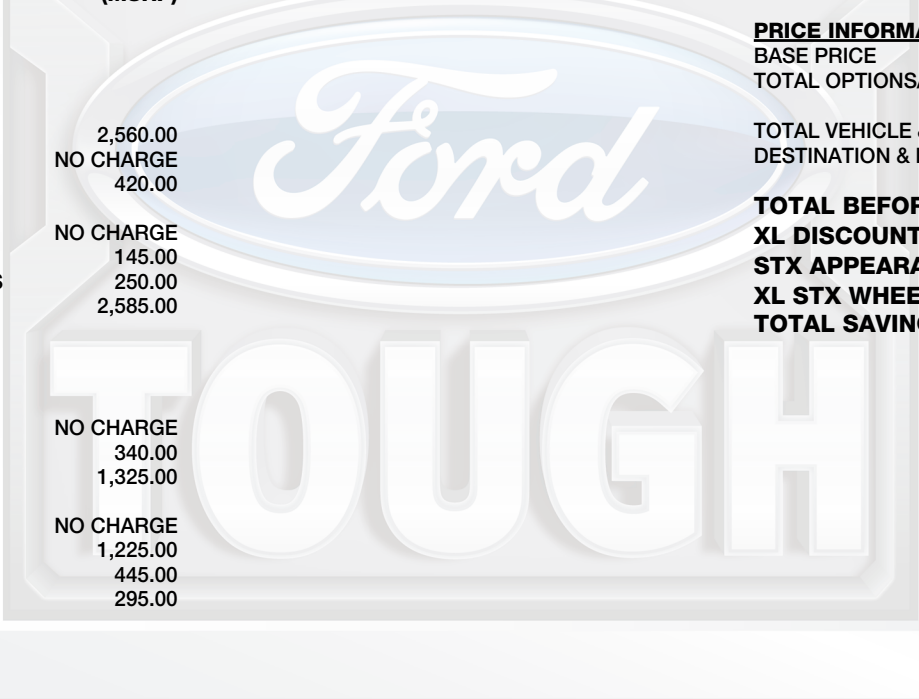 (MSRP)
2,560.00
NO CHARGE
420.00
NO CHARGE
145.00
250.00
2,585.00
NO CHARGE
340.00
1,325.00
NO CHARGE
1,225.00
445.00
295.00
PRICE INFORMA
BASE PRICE
TOTAL OPTIONS
TOTAL VEHICLE &
DESTINATION &
TOTAL BEFOR
XL DISCOUNT
STX APPEARA
XL STX WHEE
TOTAL SAVIN
Ford
TOUGH